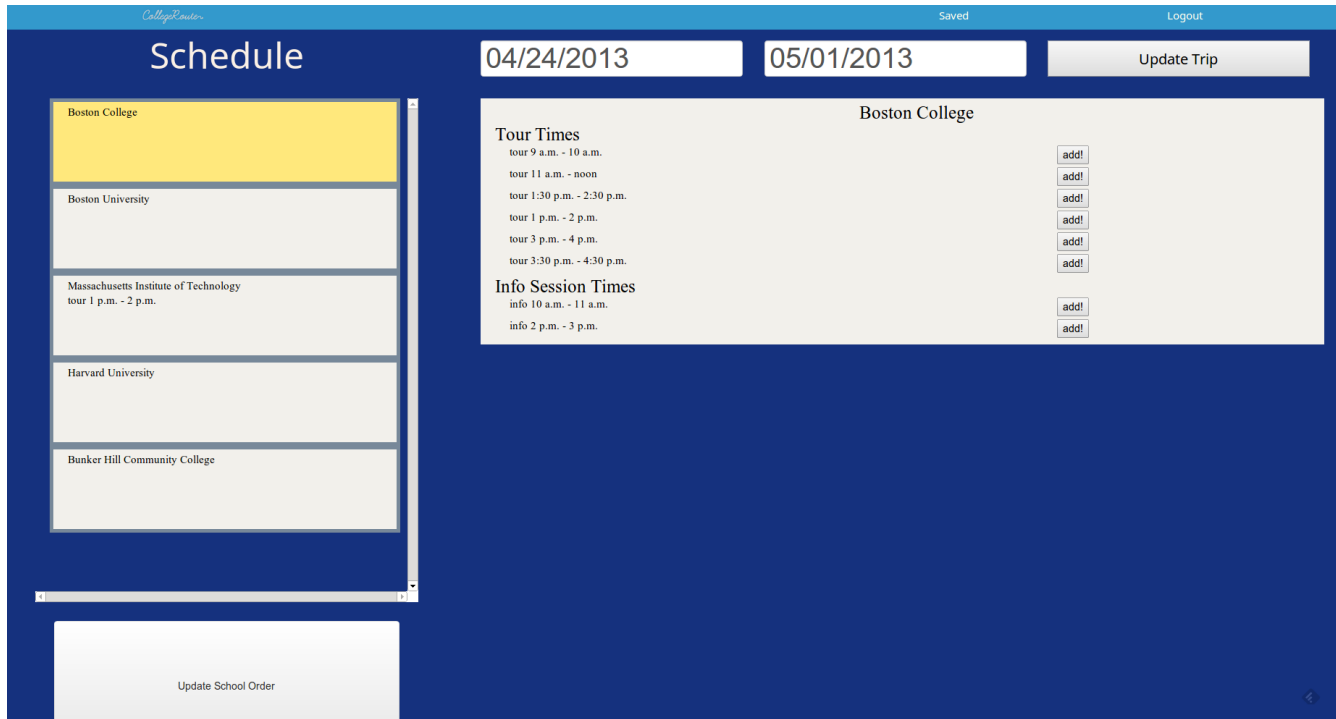 CollegeRouter
Saved
Logout
Schedule
04/24/2013
05/01/2013
Update Trip
Boston College
Boston University
Massachusetts Institute of Technology
tour 1 p.m. - 2 p.m.
Harvard University
Bunker Hill Community College
Update School Order
Boston College
Tour Times
tour 9 a.m. - 10 a.m.
add!
tour 11 a.m. - noon
add!
tour 1:30 p.m. - 2:30 p.m.
add!
tour 1 p.m. - 2 p.m.
add!
tour 3 p.m. - 4 p.m.
add!
tour 3:30 p.m. - 4:30 p.m.
add!
Info Session Times
info 10 a.m. - 11 a.m.
add!
info 2 p.m. - 3 p.m.
add!